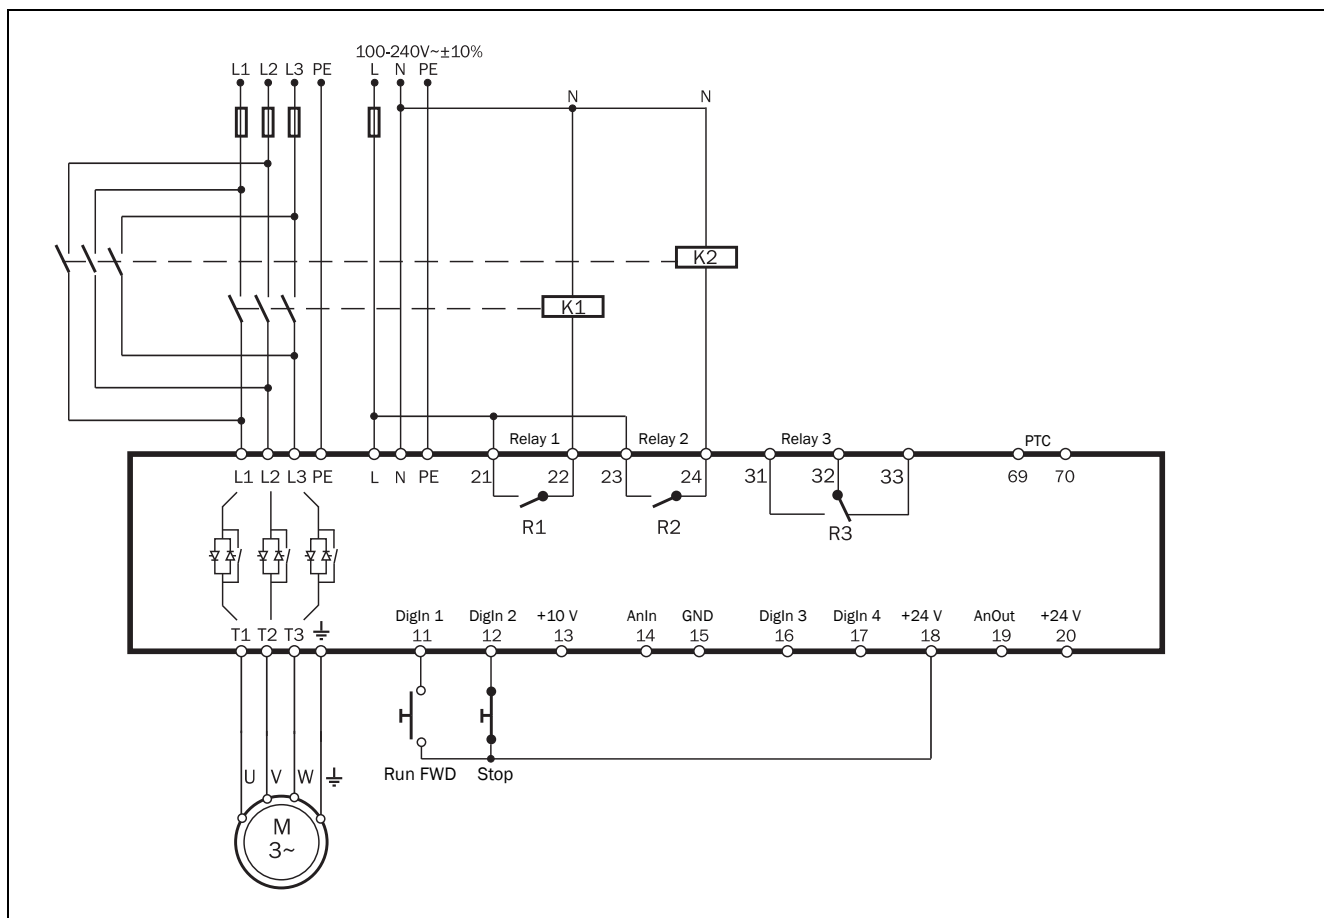 100-240V~±10%
L1 L2 L3 PE L N PE
N N
K2
K1
Relay 1 Relay 2 Relay 3 PTC
L1 L2 L3 PE L N PE 21 22 23 24 31 32 33 69 70
R1 R2 R3
DigIn 1 DigIn 2 +10 V AnIn GND DigIn 3 DigIn 4 +24 V AnOut +24 V
T1 T2 T3 11 12 13 14 15 16 17 18 19 20
U V W Run FWD Stop
M
3~